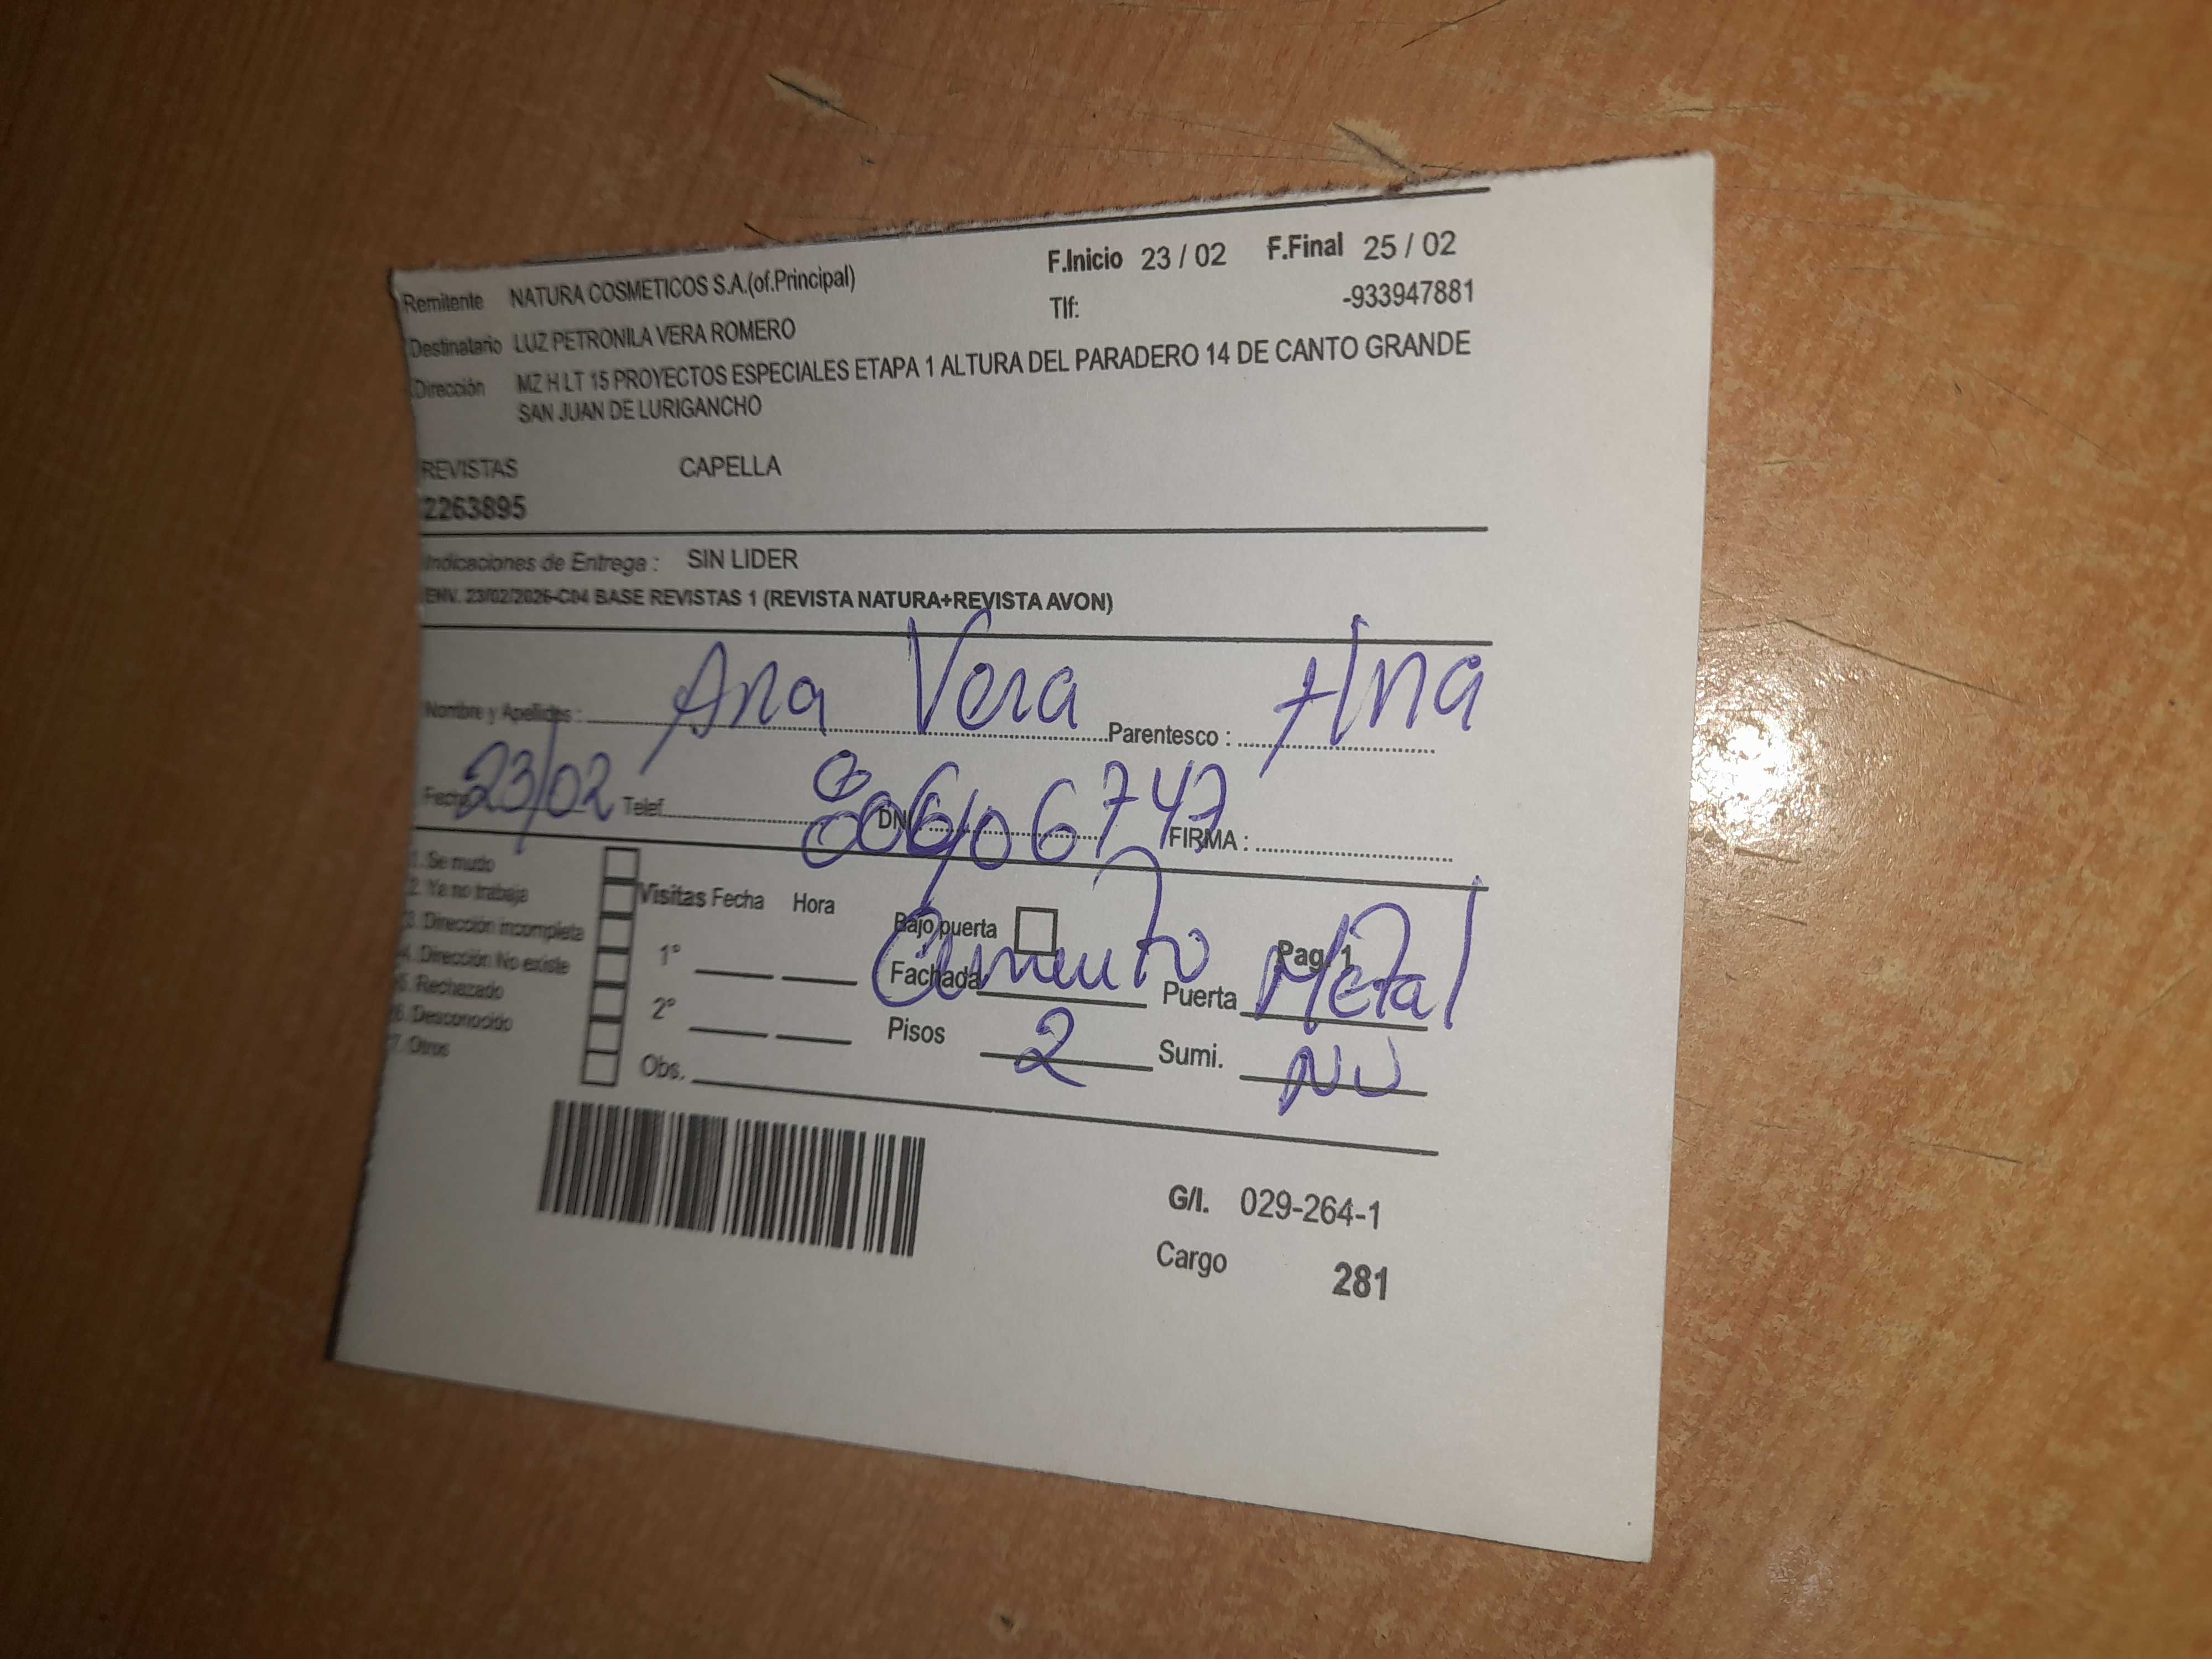 Remitente NATURA COSMETICOS S.A.(of.Principal) F.Inicio 23 / 02 F.Final 25 / 02
Destinatario LUZ PETRONILA VERA ROMERO Tlf: -933947881
Dirección MZ H LT 15 PROYECTOS ESPECIALES ETAPA 1 ALTURA DEL PARADERO 14 DE CANTO GRANDE
SAN JUAN DE LURIGANCHO
REVISTAS CAPELLA
2263895
Indicaciones de Entrega : SIN LIDER
ENV. 23/02/2026-C04 BASE REVISTAS 1 (REVISTA NATURA+REVISTA AVON)
Nombre y Apellidos : Ana Vera Parentesco : Ana
Fecha 23/02 Telef. DNI FIRMA :
1. Se mudo
2. Ya no trabaja
3. Dirección incompleta
4. Dirección No existe
5. Rechazado
6. Desconocido
7. Otros
Visitas Fecha Hora
1°
2°
Obs.
Bajo puerta Pag. 1
Fachada Cemento Puerta Metal
Pisos 2 Sumi. NO
G/I. 029-264-1
Cargo 281